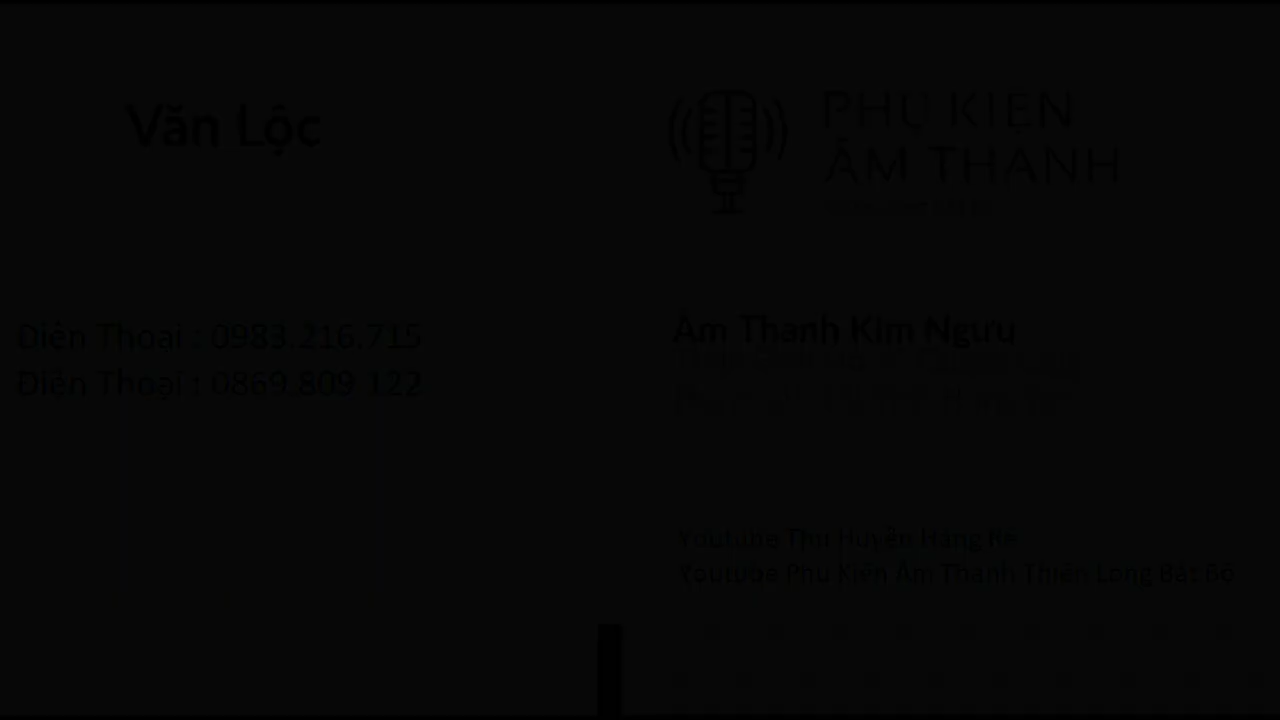 Văn Lộc
Điện Thoại : 0983.216.715
Điện Thoại : 0869.809 122
PHỤ KIỆN
ÂM THANH
Âm Thanh Kim Ngưu
Youtube Thu Huyền Hàng Kê
Youtube Phụ Kiện Âm Thanh Thiên Long Bát Bộ